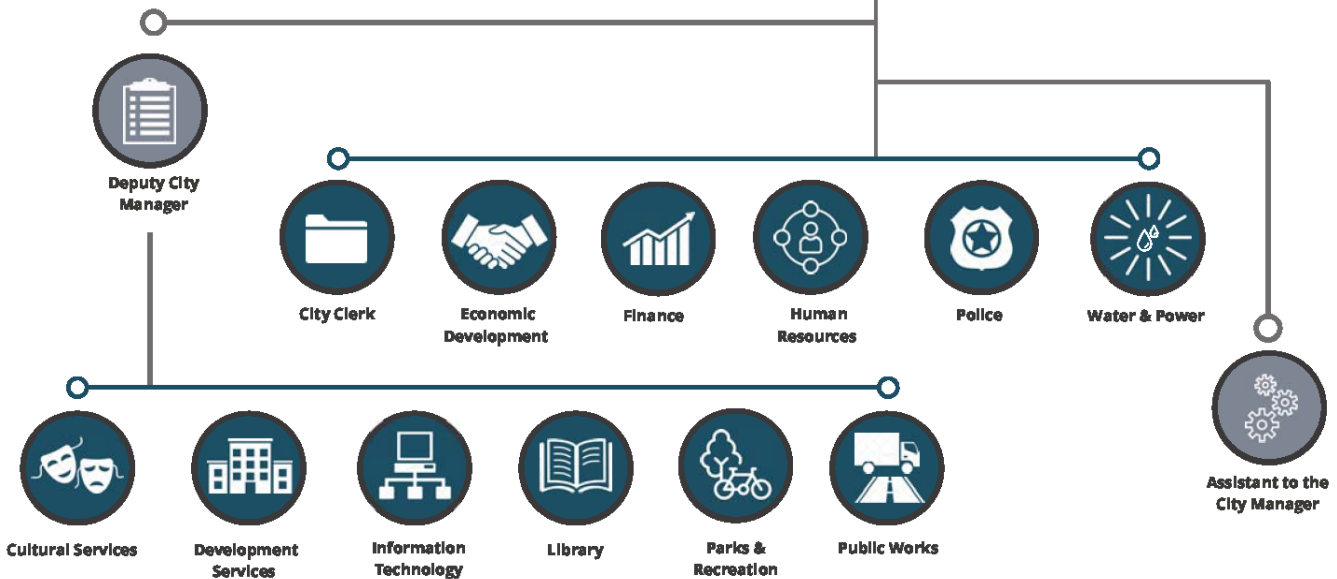 Deputy City
Manager
City Clerk
Economic
Development
Finance
Human
Resources
Police
Water & Power
Assistant to the
City Manager
Cultural Services
Development
Services
Information
Technology
Library
Parks &
Recreation
Public Works